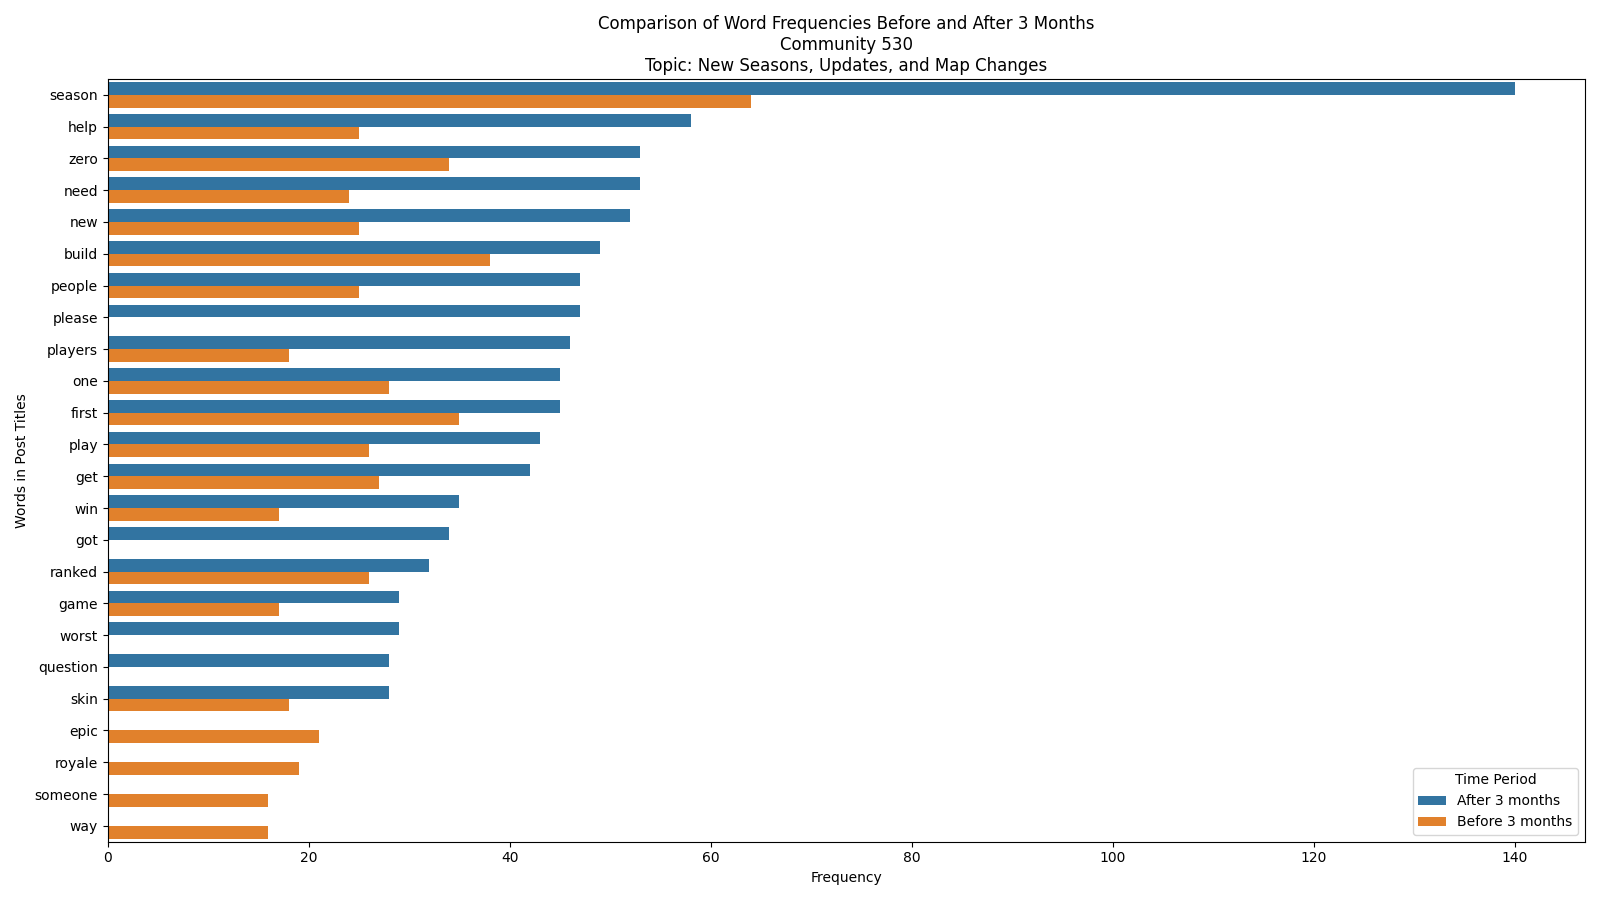 Comparison of Word Frequencies Before and After 3 Months
Community 530
Topic: New Seasons, Updates, and Map Changes
Words in Post Titles
season
help
zero
need
new
build
people
please
players
one
first
play
get
win
got
ranked
game
worst
question
skin
epic
royale
someone
way
Time Period
After 3 months
Before 3 months
0 20 40 60 80 100 120 140
Frequency